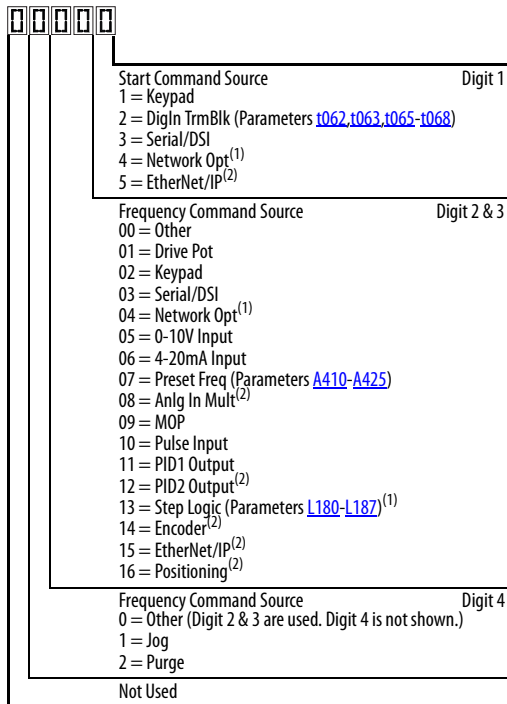 00000
Start Command Source Digit 1
1 = Keypad
2 = DigIn TrmBlk (Parameters t062,t063,t065-t068)
3 = Serial/DSI
4 = Network Opt(1)
5 = EtherNet/IP(2)
Frequency Command Source Digit 2 & 3
00 = Other
01 = Drive Pot
02 = Keypad
03 = Serial/DSI
04 = Network Opt(1)
05 = 0-10V Input
06 = 4-20mA Input
07 = Preset Freq (Parameters A410-A425)
08 = Anlg In Mult(2)
09 = MOP
10 = Pulse Input
11 = PID1 Output
12 = PID2 Output(2)
13 = Step Logic (Parameters L180-L187)(1)
14 = Encoder(2)
15 = EtherNet/IP(2)
16 = Positioning(2)
Frequency Command Source Digit 4
0 = Other (Digit 2 & 3 are used. Digit 4 is not shown.)
1 = Jog
2 = Purge
Not Used